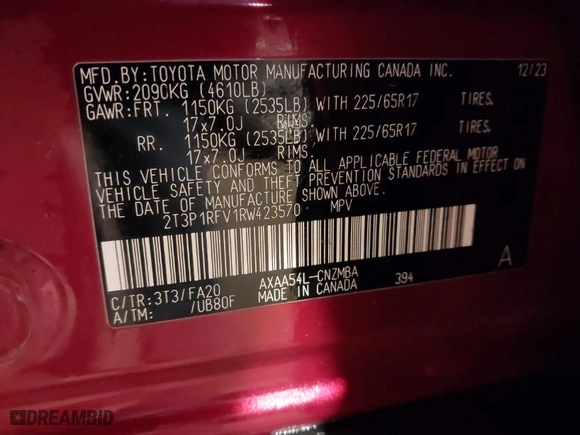 MFD.BY:TOYOTA MOTOR MANUFACTURING CANADA INC. 12/23
GVWR:2090KG (4610LB)
GAWR:FRT. 1150KG (2535LB) WITH 225/65R17 TIRES.
17x7.0J RIMS.
RR. 1150KG (2535LB) WITH 225/65R17 TIRES.
17x7.0J RIMS.
THIS VEHICLE CONFORMS TO ALL APPLICABLE FEDERAL MOTOR
VEHICLE SAFETY AND THEFT PREVENTION STANDARDS IN EFFECT ON
THE DATE OF MANUFACTURE SHOWN ABOVE.
2T3P1RFV1RW423570 MPV
A
C/TR:3T3/FA20 AXAA54L-CNZMBA 394
A/TM: /UB80F MADE IN CANADA
DREAMBID